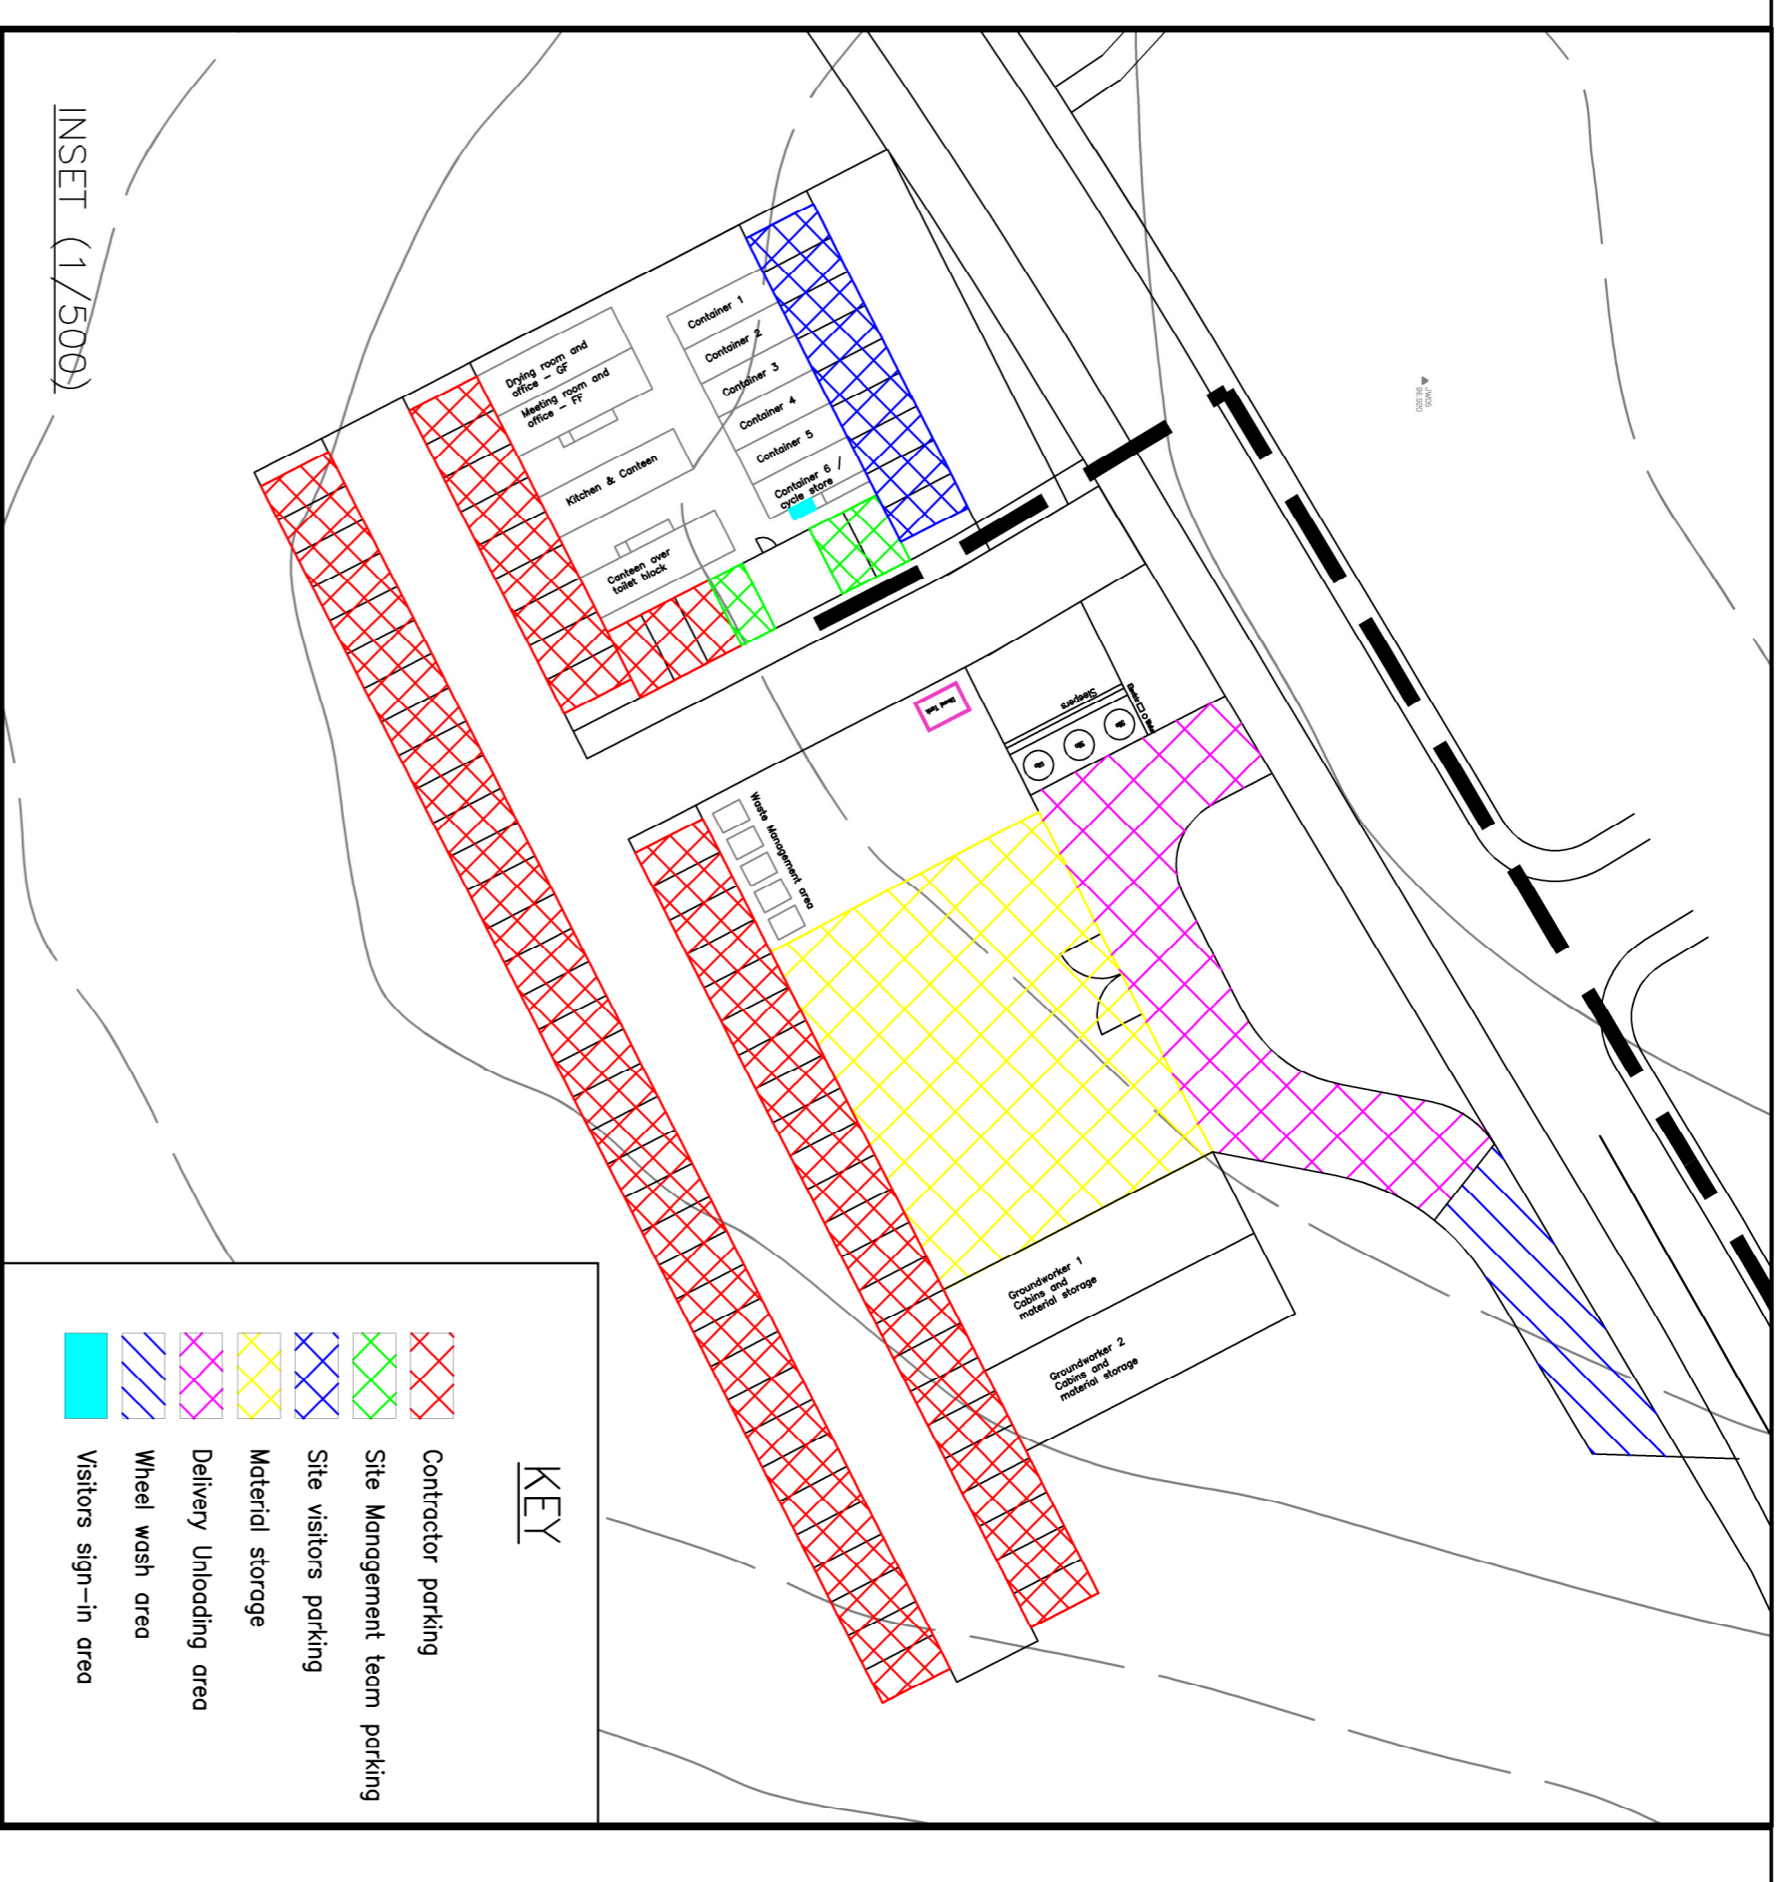 INSET (1/500)
Container 1
Container 2
Container 3
Container 4
Container 5
Container 6 /
cycle store
Drying room and
office - GF
Meeting room and
office - FF
Kitchen & Canteen
Canteen over
toilet block
Sleepers
Silo
Silo
Silo
Waste Management area
Groundworker 1
Cabins and
material storage
Groundworker 2
Cabins and
material storage
KEY
Contractor parking
Site Management team parking
Site visitors parking
Material storage
Delivery Unloading area
Wheel wash area
Visitors sign-in area